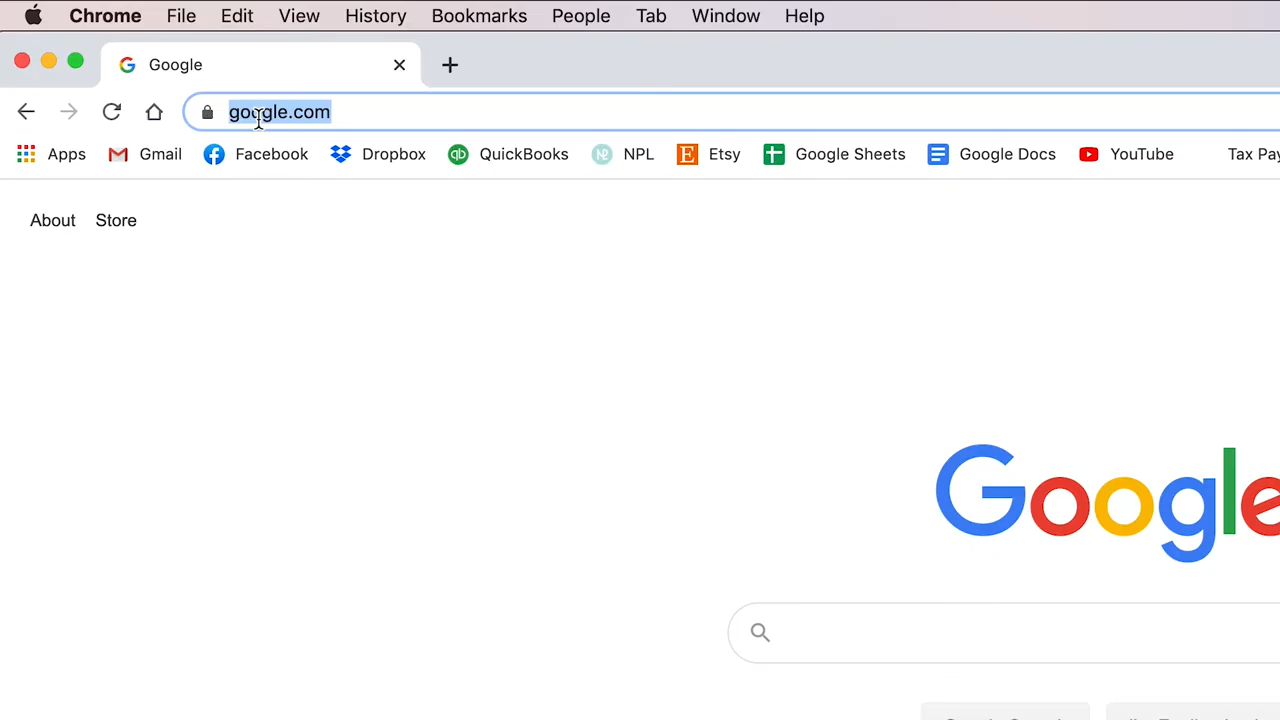 Chrome File Edit View History Bookmarks People Tab Window Help
Google
google.com
Apps Gmail Facebook Dropbox QuickBooks NPL Etsy Google Sheets Google Docs YouTube Tax Pay
About Store
Google